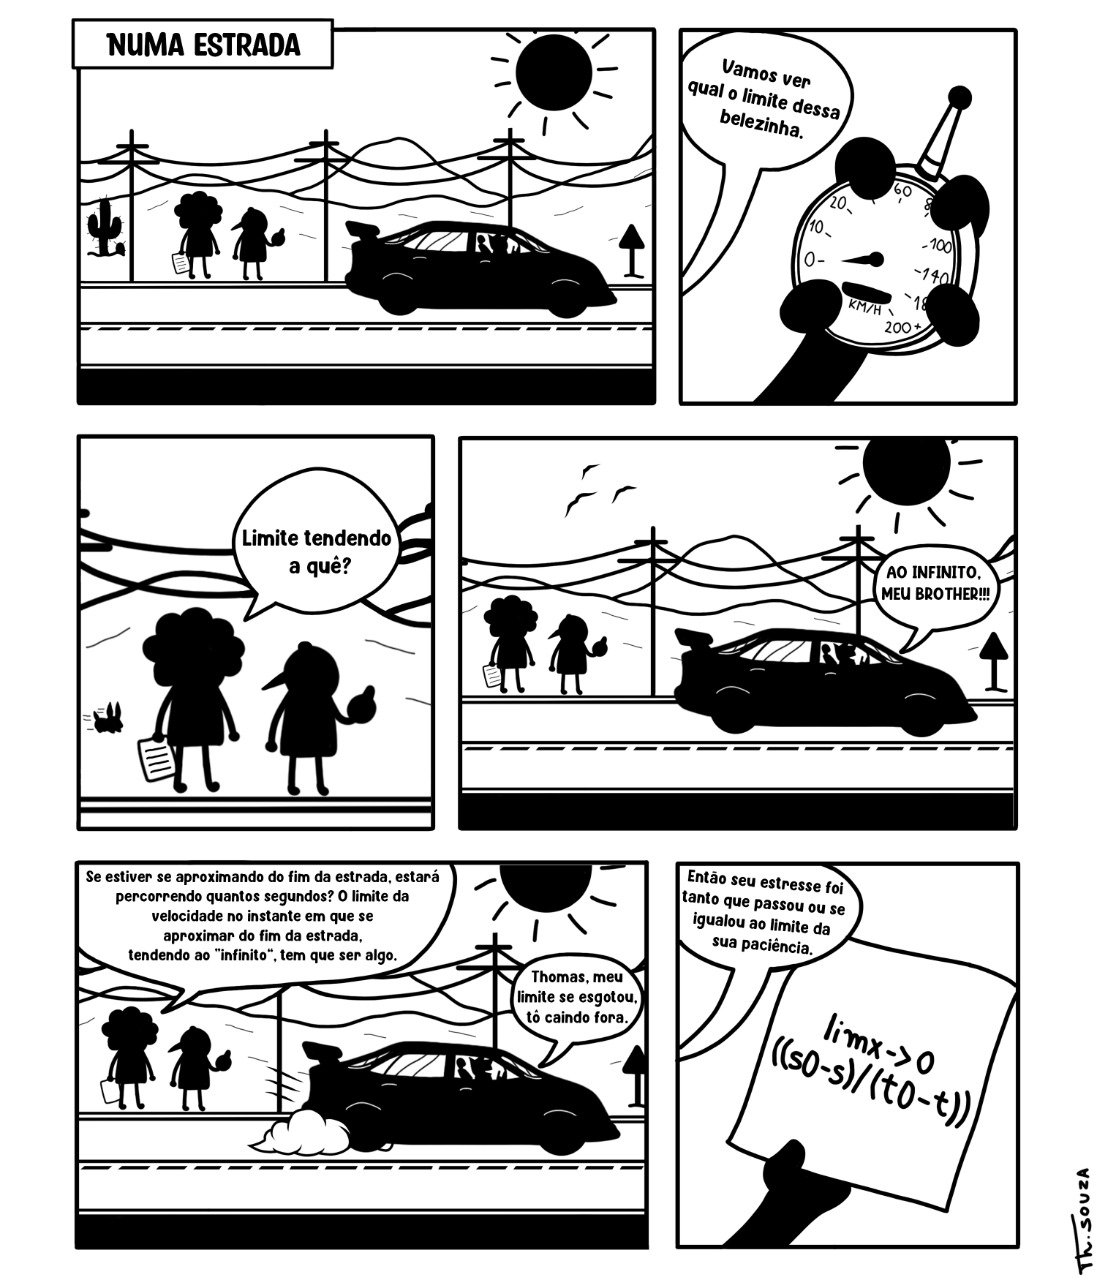 NUMA ESTRADA
Vamos ver
qual o limite dessa
belezinha.
0
10
20
60
100
140
200+
KM/H
Limite tendendo
a quê?
AO INFINITO,
MEU BROTHER!!!
Se estiver se aproximando do fim da estrada, estará
percorrendo quantos segundos? O limite da
velocidade no instante em que se
aproximar do fim da estrada,
tendendo ao "infinito", tem que ser algo.
Thomas, meu
limite se esgotou,
tô caindo fora.
Então seu estresse foi
tanto que passou ou se
igualou ao limite da
sua paciência.
limx->0
((s0-s)/(t0-t))
Th. SOUZA